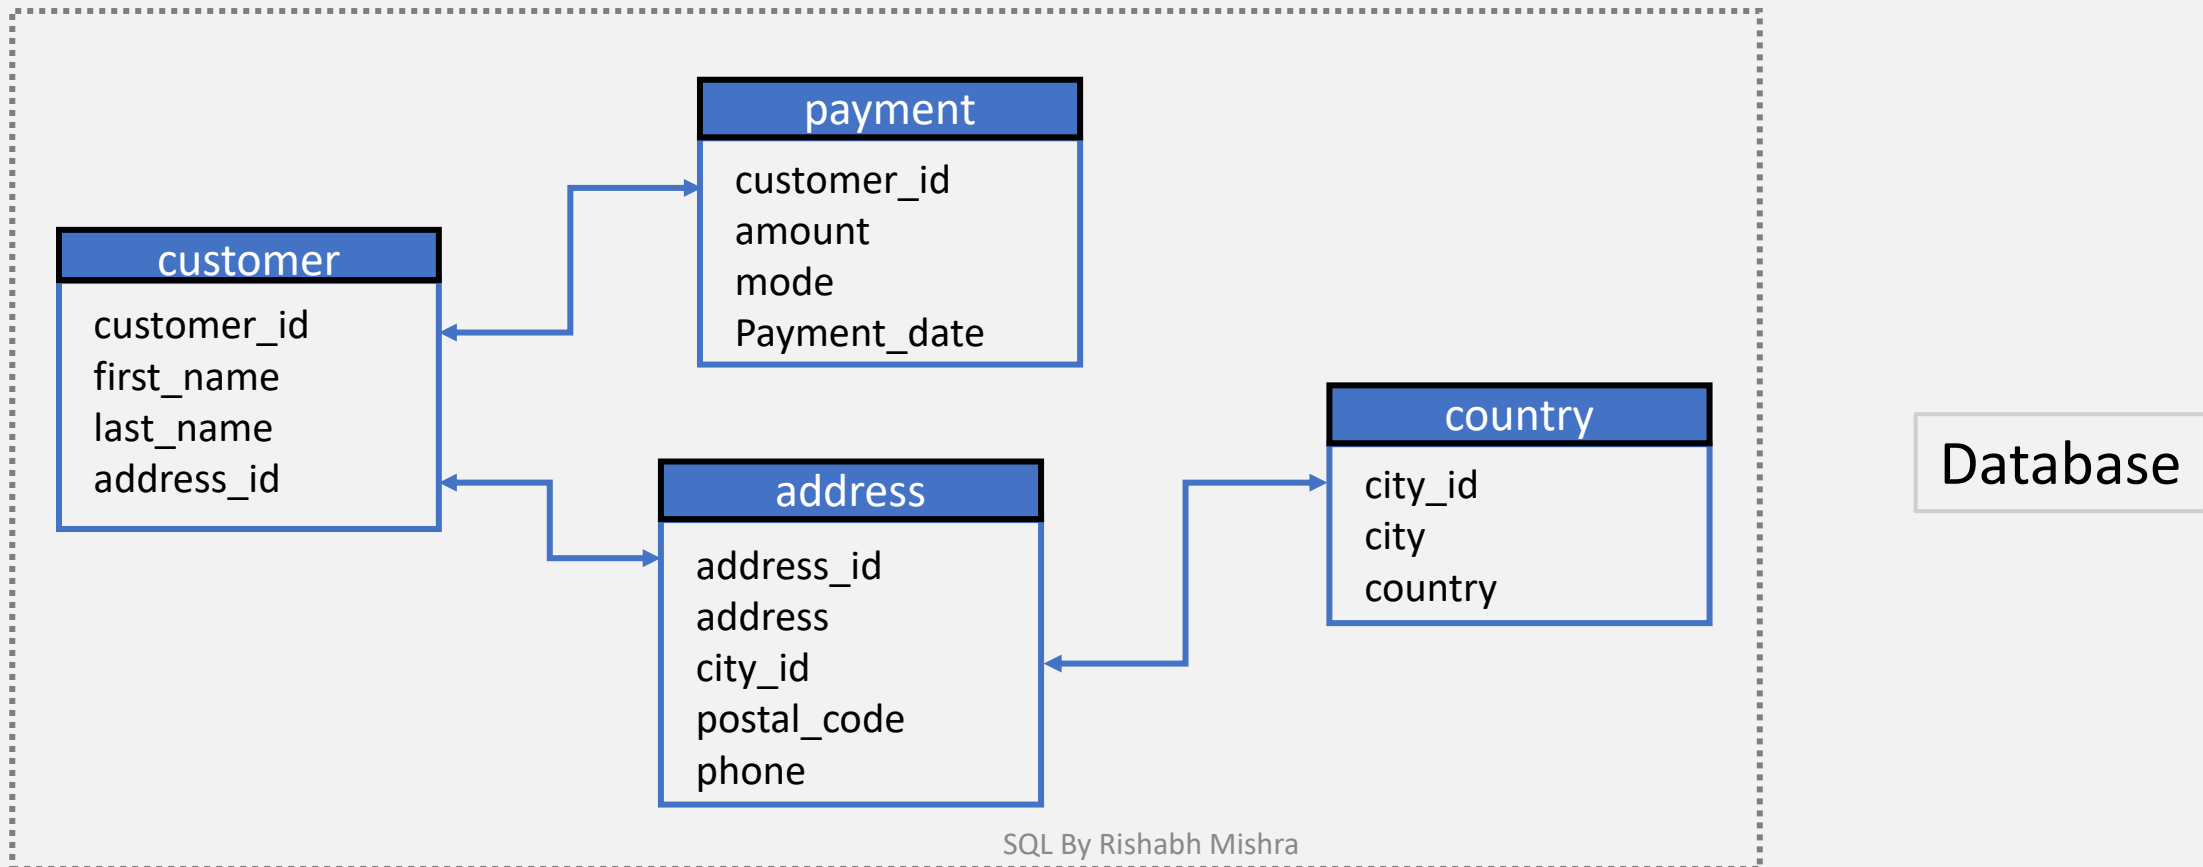 payment
customer_id
amount
mode
Payment_date
customer
customer_id
first_name
last_name
address_id
address
address_id
address
city_id
postal_code
phone
country
city_id
city
country
Database
SQL By Rishabh Mishra